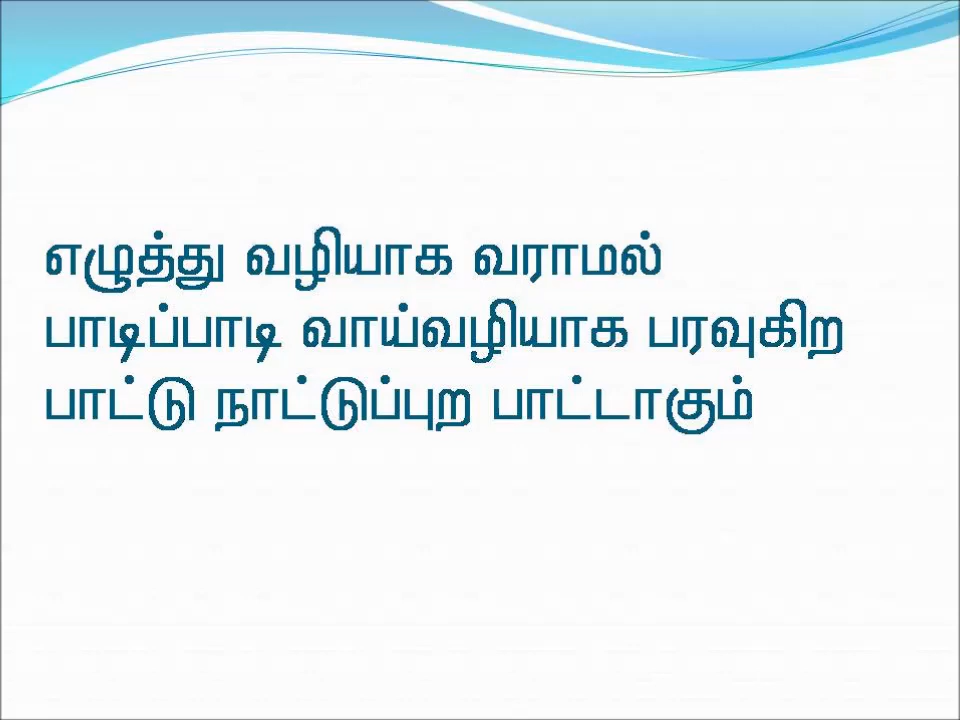 எழுத்து வழியாக வராமல்
பாடிப்பாடி வாய்வழியாக பரவுகிற
பாட்டு நாட்டுப்புற பாட்டாகும்